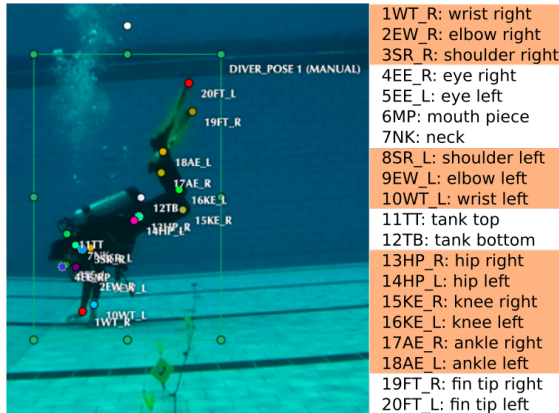 DIVER_POSE 1 (MANUAL)
20FT_L
19FT_R
18AE_L
17AE_R
16KE_L
12TB
15KE_R
14HP_L
11TT
10WT_L
1WT_R
1WT_R: wrist right
2EW_R: elbow right
3SR_R: shoulder right
4EE_R: eye right
5EE_L: eye left
6MP: mouth piece
7NK: neck
8SR_L: shoulder left
9EW_L: elbow left
10WT_L: wrist left
11TT: tank top
12TB: tank bottom
13HP_R: hip right
14HP_L: hip left
15KE_R: knee right
16KE_L: knee left
17AE_R: ankle right
18AE_L: ankle left
19FT_R: fin tip right
20FT_L: fin tip left